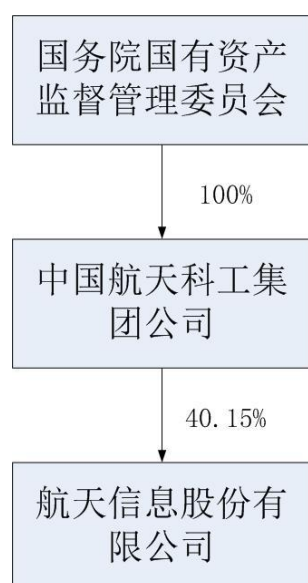 国务院国有资产
监督管理委员会
100%
中国航天科工集
团公司
40.15%
航天信息股份有
限公司